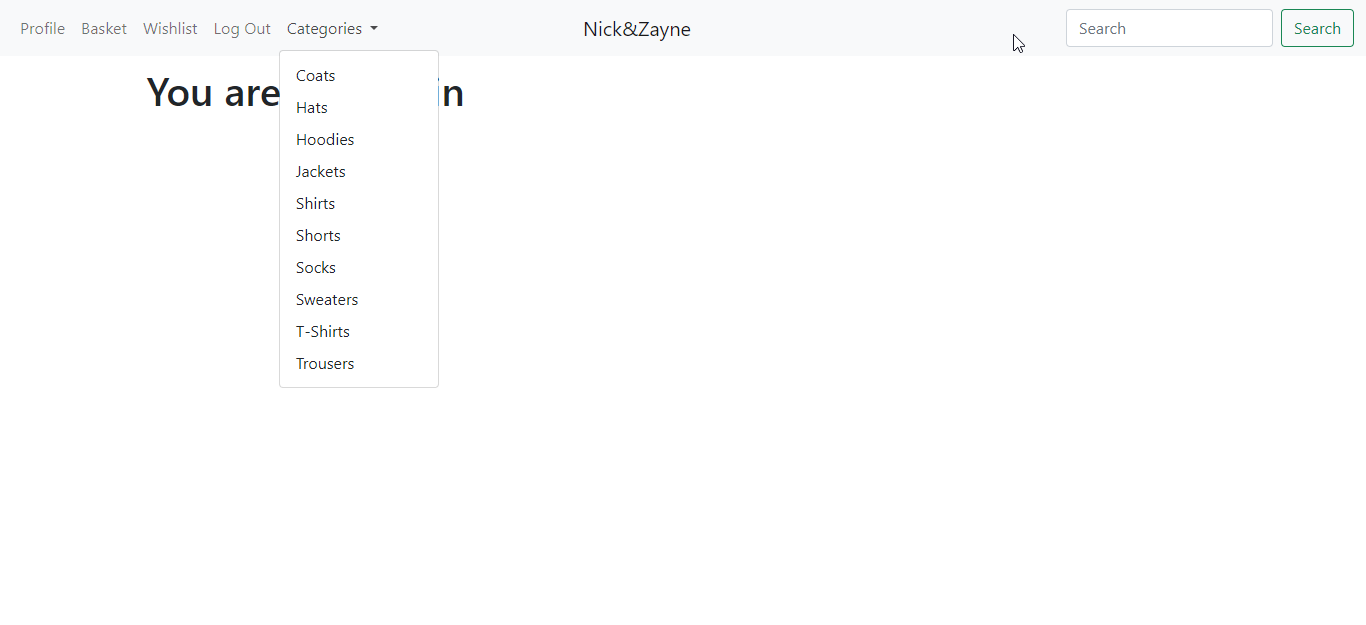 Profile Basket Wishlist Log Out Categories Nick&Zayne Search Search
You are in
Coats
Hats
Hoodies
Jackets
Shirts
Shorts
Socks
Sweaters
T-Shirts
Trousers